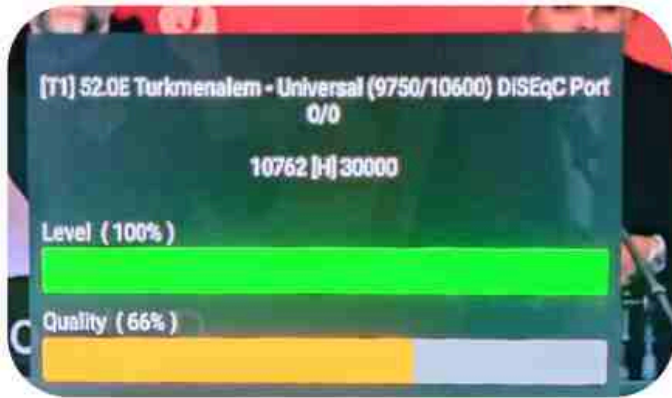 [T1] 52.0E Turkmenalem - Universal (9750/10600) DiSEqC Port
0/0
10762 [H] 30000
Level ( 100% )
Quality ( 66% )